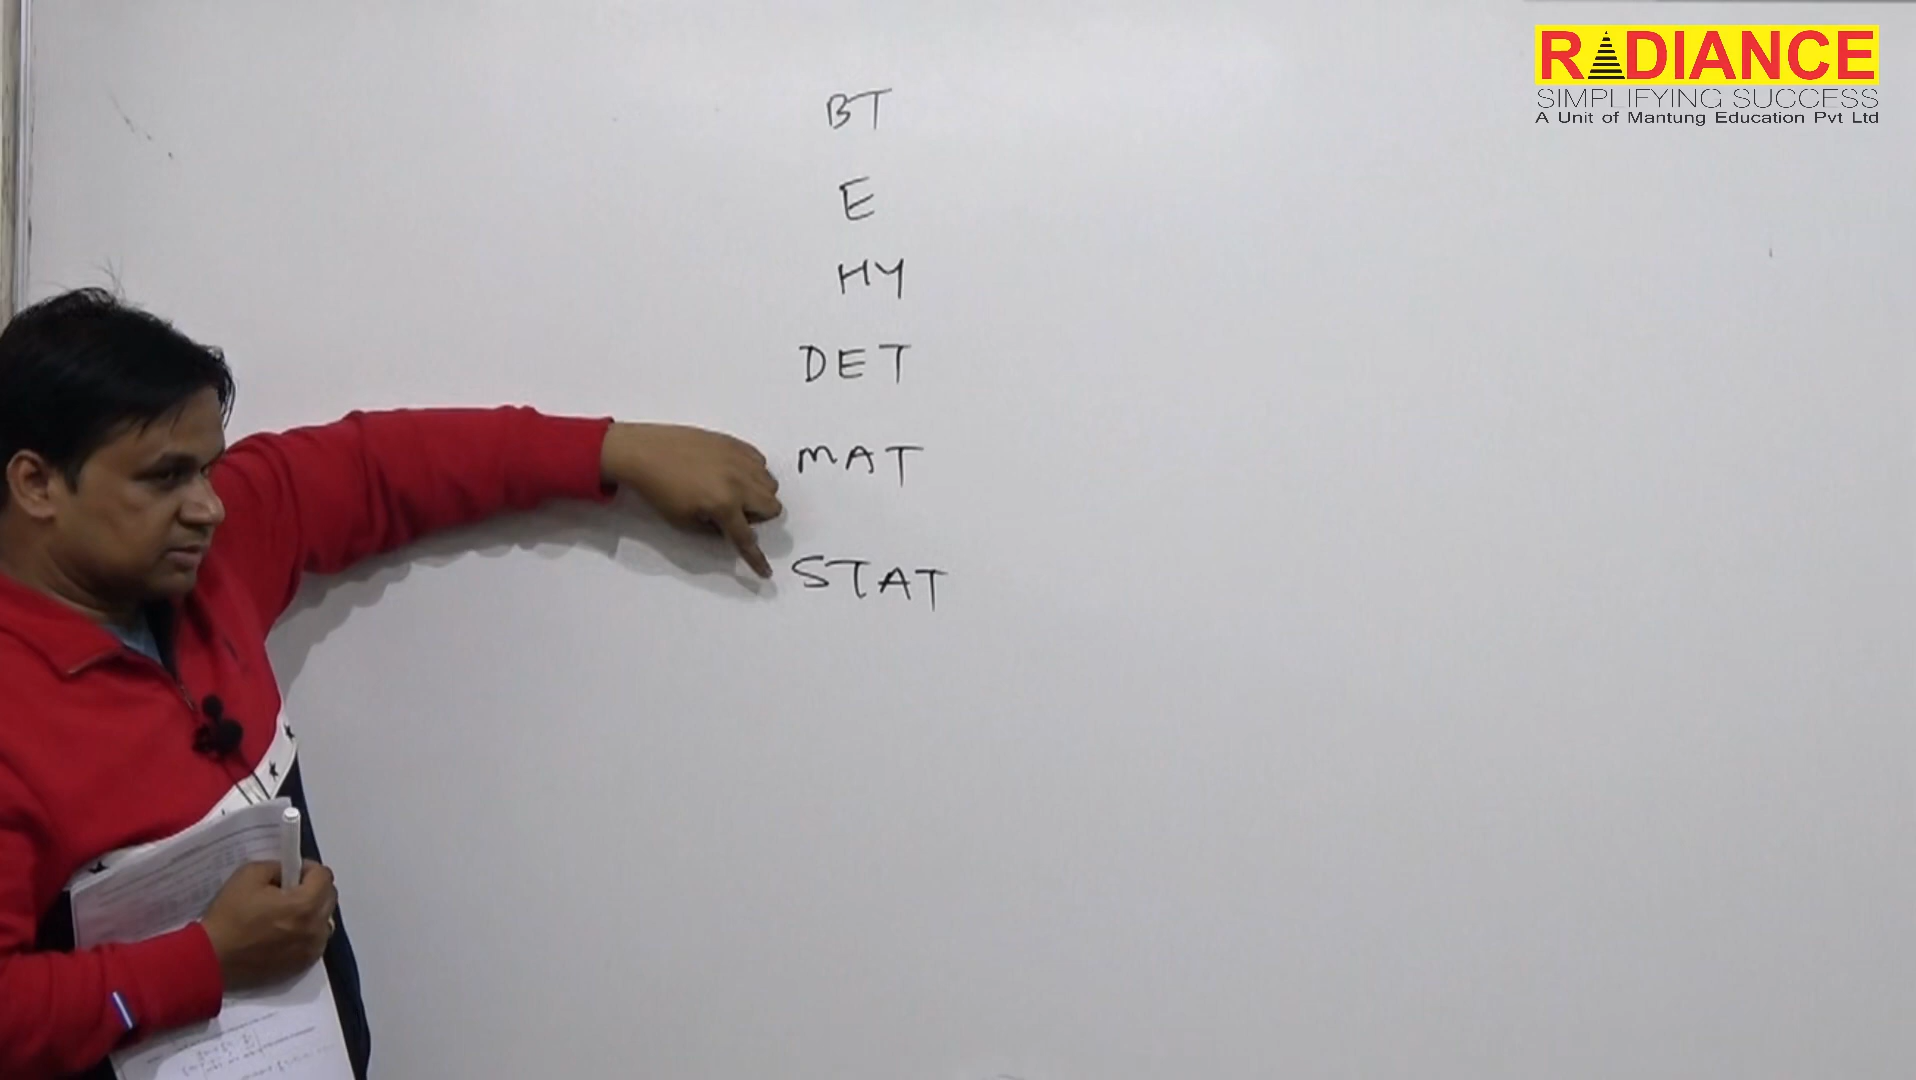 RADIANCE
SIMPLIFYING SUCCESS
A Unit of Mantung Education Pvt Ltd
BT
E
HY
DET
MAT
STAT